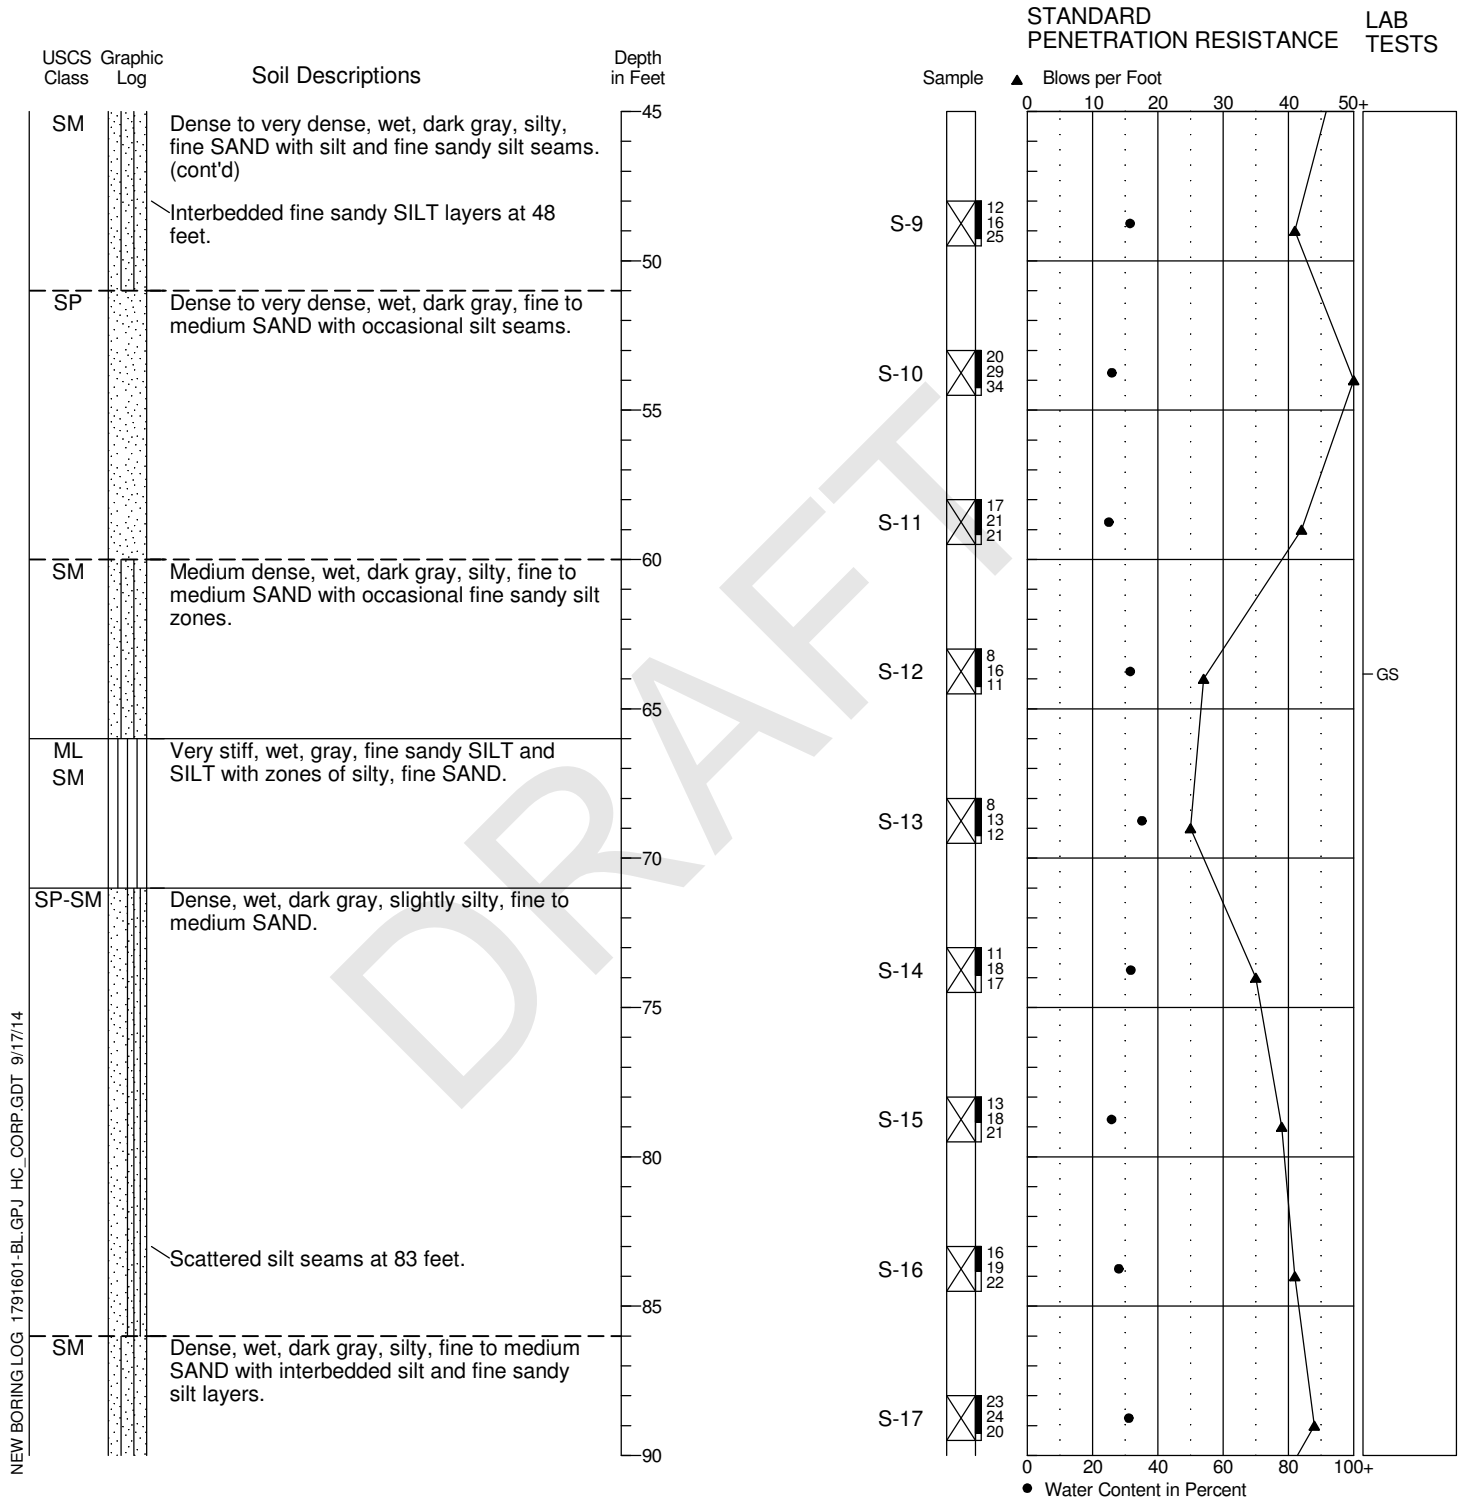 STANDARD
PENETRATION RESISTANCE
LAB
TESTS
USCS Graphic
Class Log
Soil Descriptions
Depth
in Feet
Sample
▲ Blows per Foot
0 10 20 30 40 50+
SM
Dense to very dense, wet, dark gray, silty,
fine SAND with silt and fine sandy silt seams.
(cont'd)
Interbedded fine sandy SILT layers at 48
feet.
45
S-9
12
16
25
50
SP
Dense to very dense, wet, dark gray, fine to
medium SAND with occasional silt seams.
S-10
20
29
34
55
S-11
17
21
21
60
SM
Medium dense, wet, dark gray, silty, fine to
medium SAND with occasional fine sandy silt
zones.
S-12
8
16
11
GS
65
ML
SM
Very stiff, wet, gray, fine sandy SILT and
SILT with zones of silty, fine SAND.
S-13
8
13
12
70
SP-SM
Dense, wet, dark gray, slightly silty, fine to
medium SAND.
S-14
11
18
17
75
S-15
13
18
21
80
Scattered silt seams at 83 feet.
S-16
16
19
22
85
SM
Dense, wet, dark gray, silty, fine to medium
SAND with interbedded silt and fine sandy
silt layers.
S-17
23
24
20
90
0 20 40 60 80 100+
● Water Content in Percent
NEW BORING LOG 1791601-BL.GPJ HC_CORP.GDT 9/17/14
DRAFT